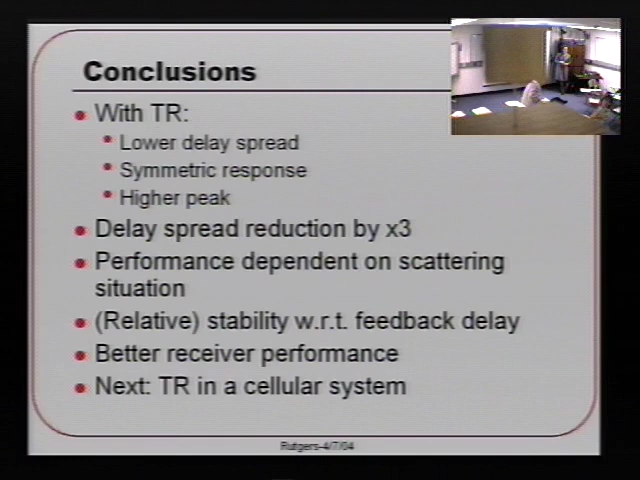 Conclusions
With TR:
Lower delay spread
Symmetric response
Higher peak
Delay spread reduction by x3
Performance dependent on scattering
situation
(Relative) stability w.r.t. feedback delay
Better receiver performance
Next: TR in a cellular system
Rutgers-4/7/04